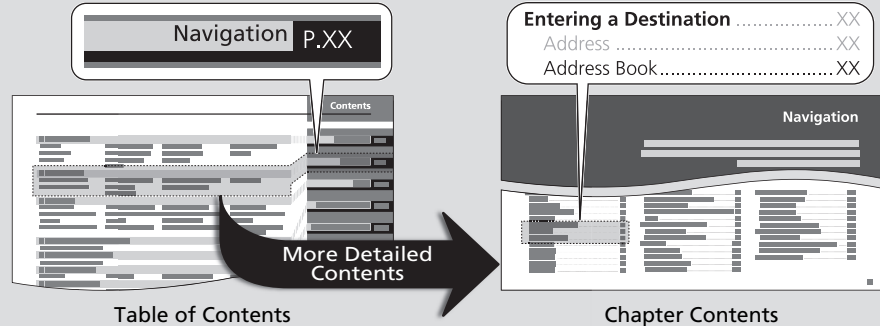 Navigation P.XX
Entering a Destination ................ XX
Address ................................... XX
Address Book ............................ XX
Contents
Navigation
More Detailed
Contents
Table of Contents
Chapter Contents